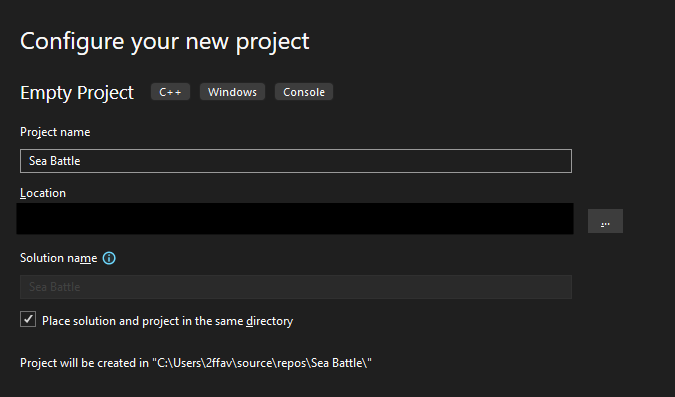 Configure your new project
Empty Project C++ Windows Console
Project name
Sea Battle
Location
...
Solution name
Sea Battle
Place solution and project in the same directory
Project will be created in "C:\Users\2ffav\source\repos\Sea Battle\"